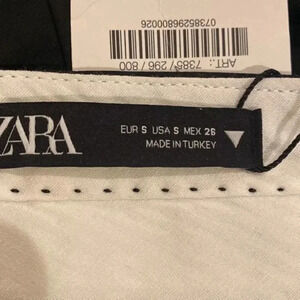 07385296800026
ART.: 7385 / 296 / 800
ZARA
EUR S USA S MEX 26
MADE IN TURKEY